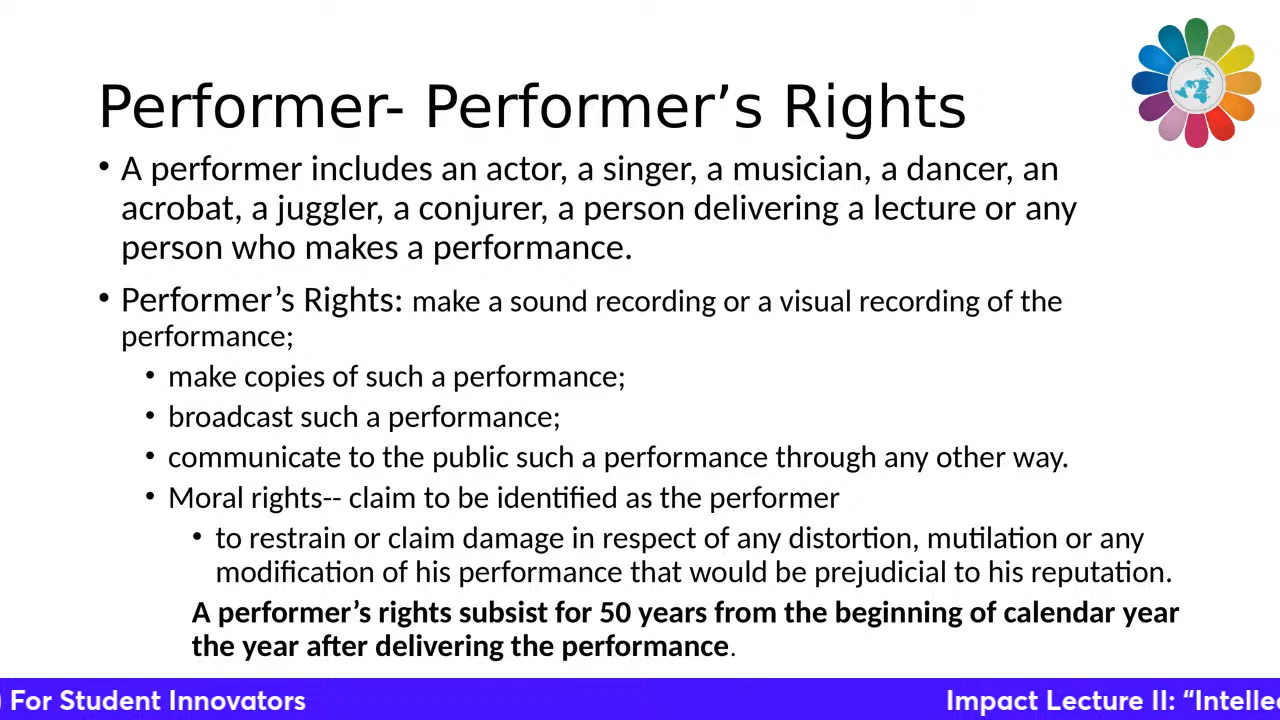 Performer- Performer’s Rights
• A performer includes an actor, a singer, a musician, a dancer, an
acrobat, a juggler, a conjurer, a person delivering a lecture or any
person who makes a performance.
• Performer’s Rights: make a sound recording or a visual recording of the
performance;
• make copies of such a performance;
• broadcast such a performance;
• communicate to the public such a performance through any other way.
• Moral rights-- claim to be identified as the performer
• to restrain or claim damage in respect of any distortion, mutilation or any
modification of his performance that would be prejudicial to his reputation.
A performer’s rights subsist for 50 years from the beginning of calendar year
the year after delivering the performance.
) For Student Innovators
Impact Lecture II: “Intelle